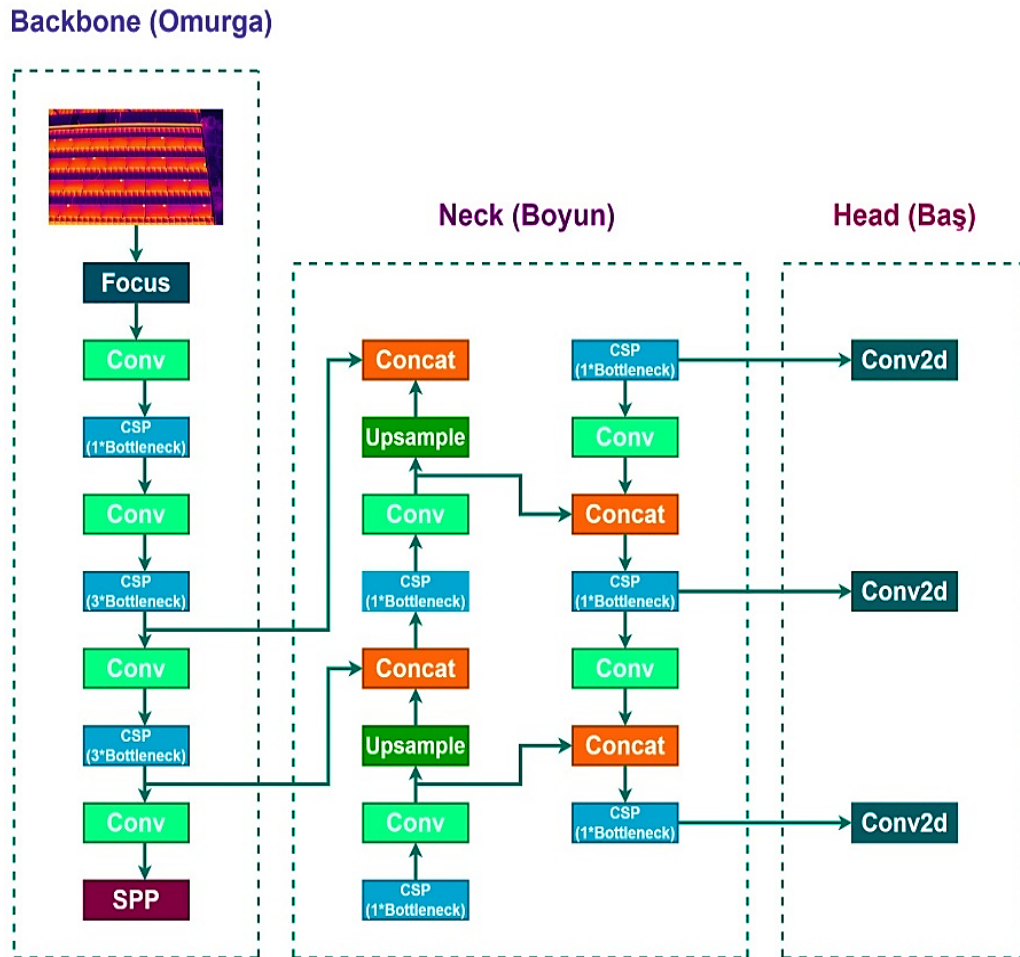 Backbone (Omurga)
Focus
Conv
CSP
(1*Bottleneck)
Conv
CSP
(3*Bottleneck)
Conv
CSP
(3*Bottleneck)
Conv
SPP
Neck (Boyun)
Concat
Upsample
Conv
CSP
(1*Bottleneck)
Concat
Upsample
Conv
CSP
(1*Bottleneck)
CSP
(1*Bottleneck)
Conv
Concat
CSP
(1*Bottleneck)
Conv
Concat
CSP
(1*Bottleneck)
Head (Baş)
Conv2d
Conv2d
Conv2d